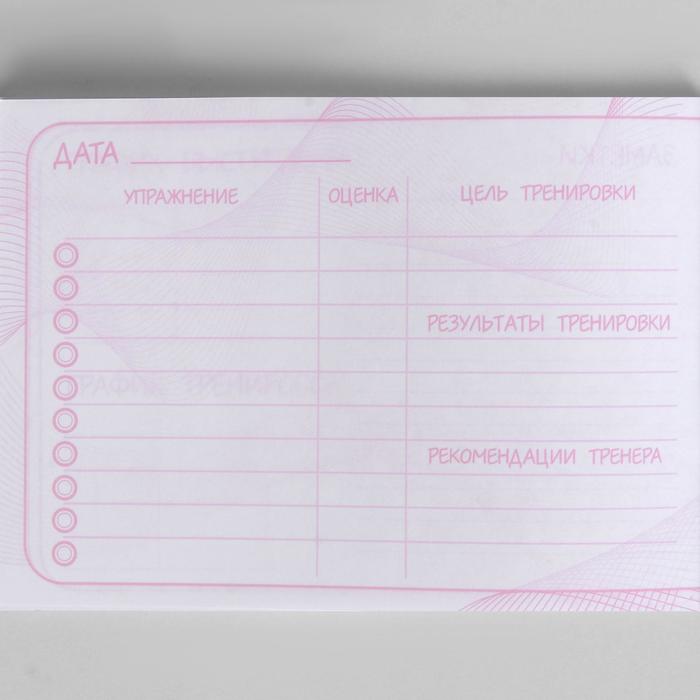 ДАТА
УПРАЖНЕНИЕ ОЦЕНКА ЦЕЛЬ ТРЕНИРОВКИ
РЕЗУЛЬТАТЫ ТРЕНИРОВКИ
РЕКОМЕНДАЦИИ ТРЕНЕРА